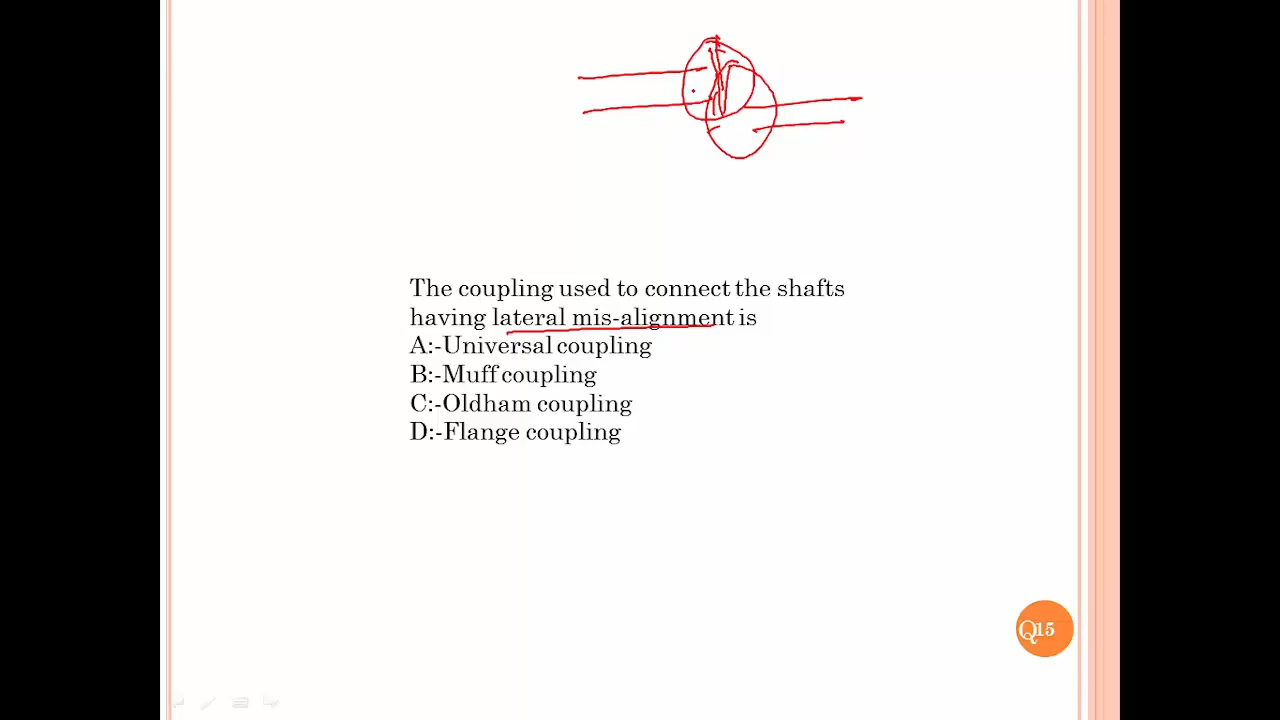 The coupling used to connect the shafts
having lateral mis-alignment is
A:-Universal coupling
B:-Muff coupling
C:-Oldham coupling
D:-Flange coupling
Q15